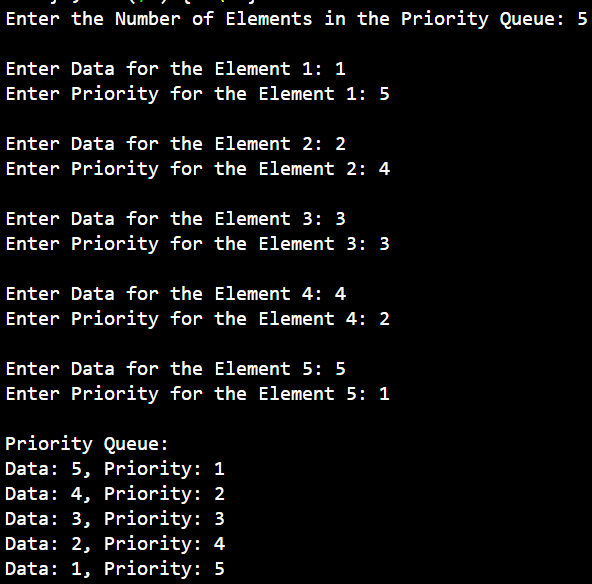 Enter the Number of Elements in the Priority Queue: 5
Enter Data for the Element 1: 1
Enter Priority for the Element 1: 5
Enter Data for the Element 2: 2
Enter Priority for the Element 2: 4
Enter Data for the Element 3: 3
Enter Priority for the Element 3: 3
Enter Data for the Element 4: 4
Enter Priority for the Element 4: 2
Enter Data for the Element 5: 5
Enter Priority for the Element 5: 1
Priority Queue:
Data: 5, Priority: 1
Data: 4, Priority: 2
Data: 3, Priority: 3
Data: 2, Priority: 4
Data: 1, Priority: 5